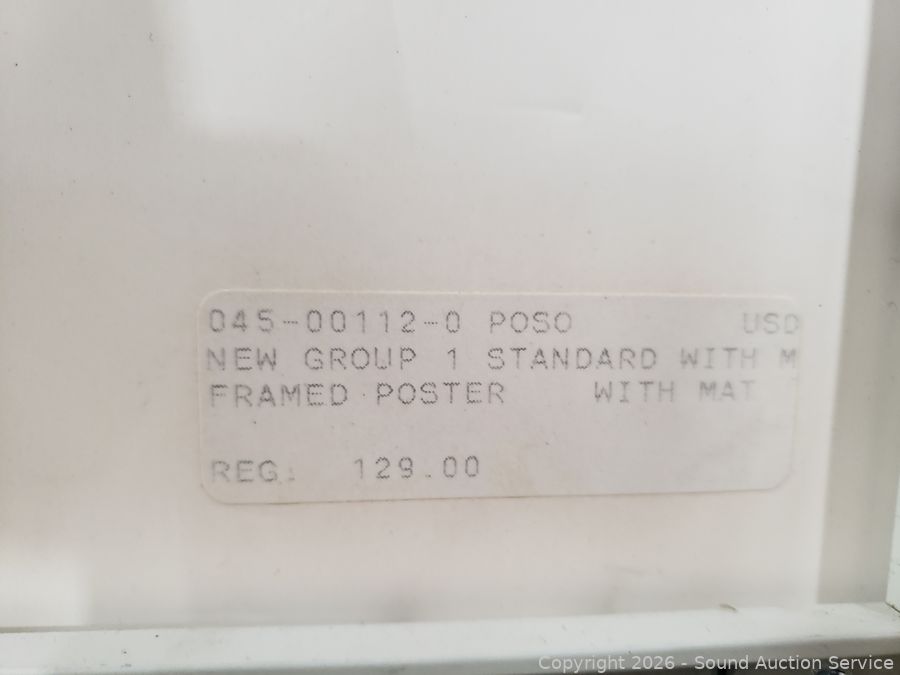 045-00112-0 POSO USD
NEW GROUP 1 STANDARD WITH M
FRAMED POSTER WITH MAT
REG: 129.00
Copyright 2026 - Sound Auction Service